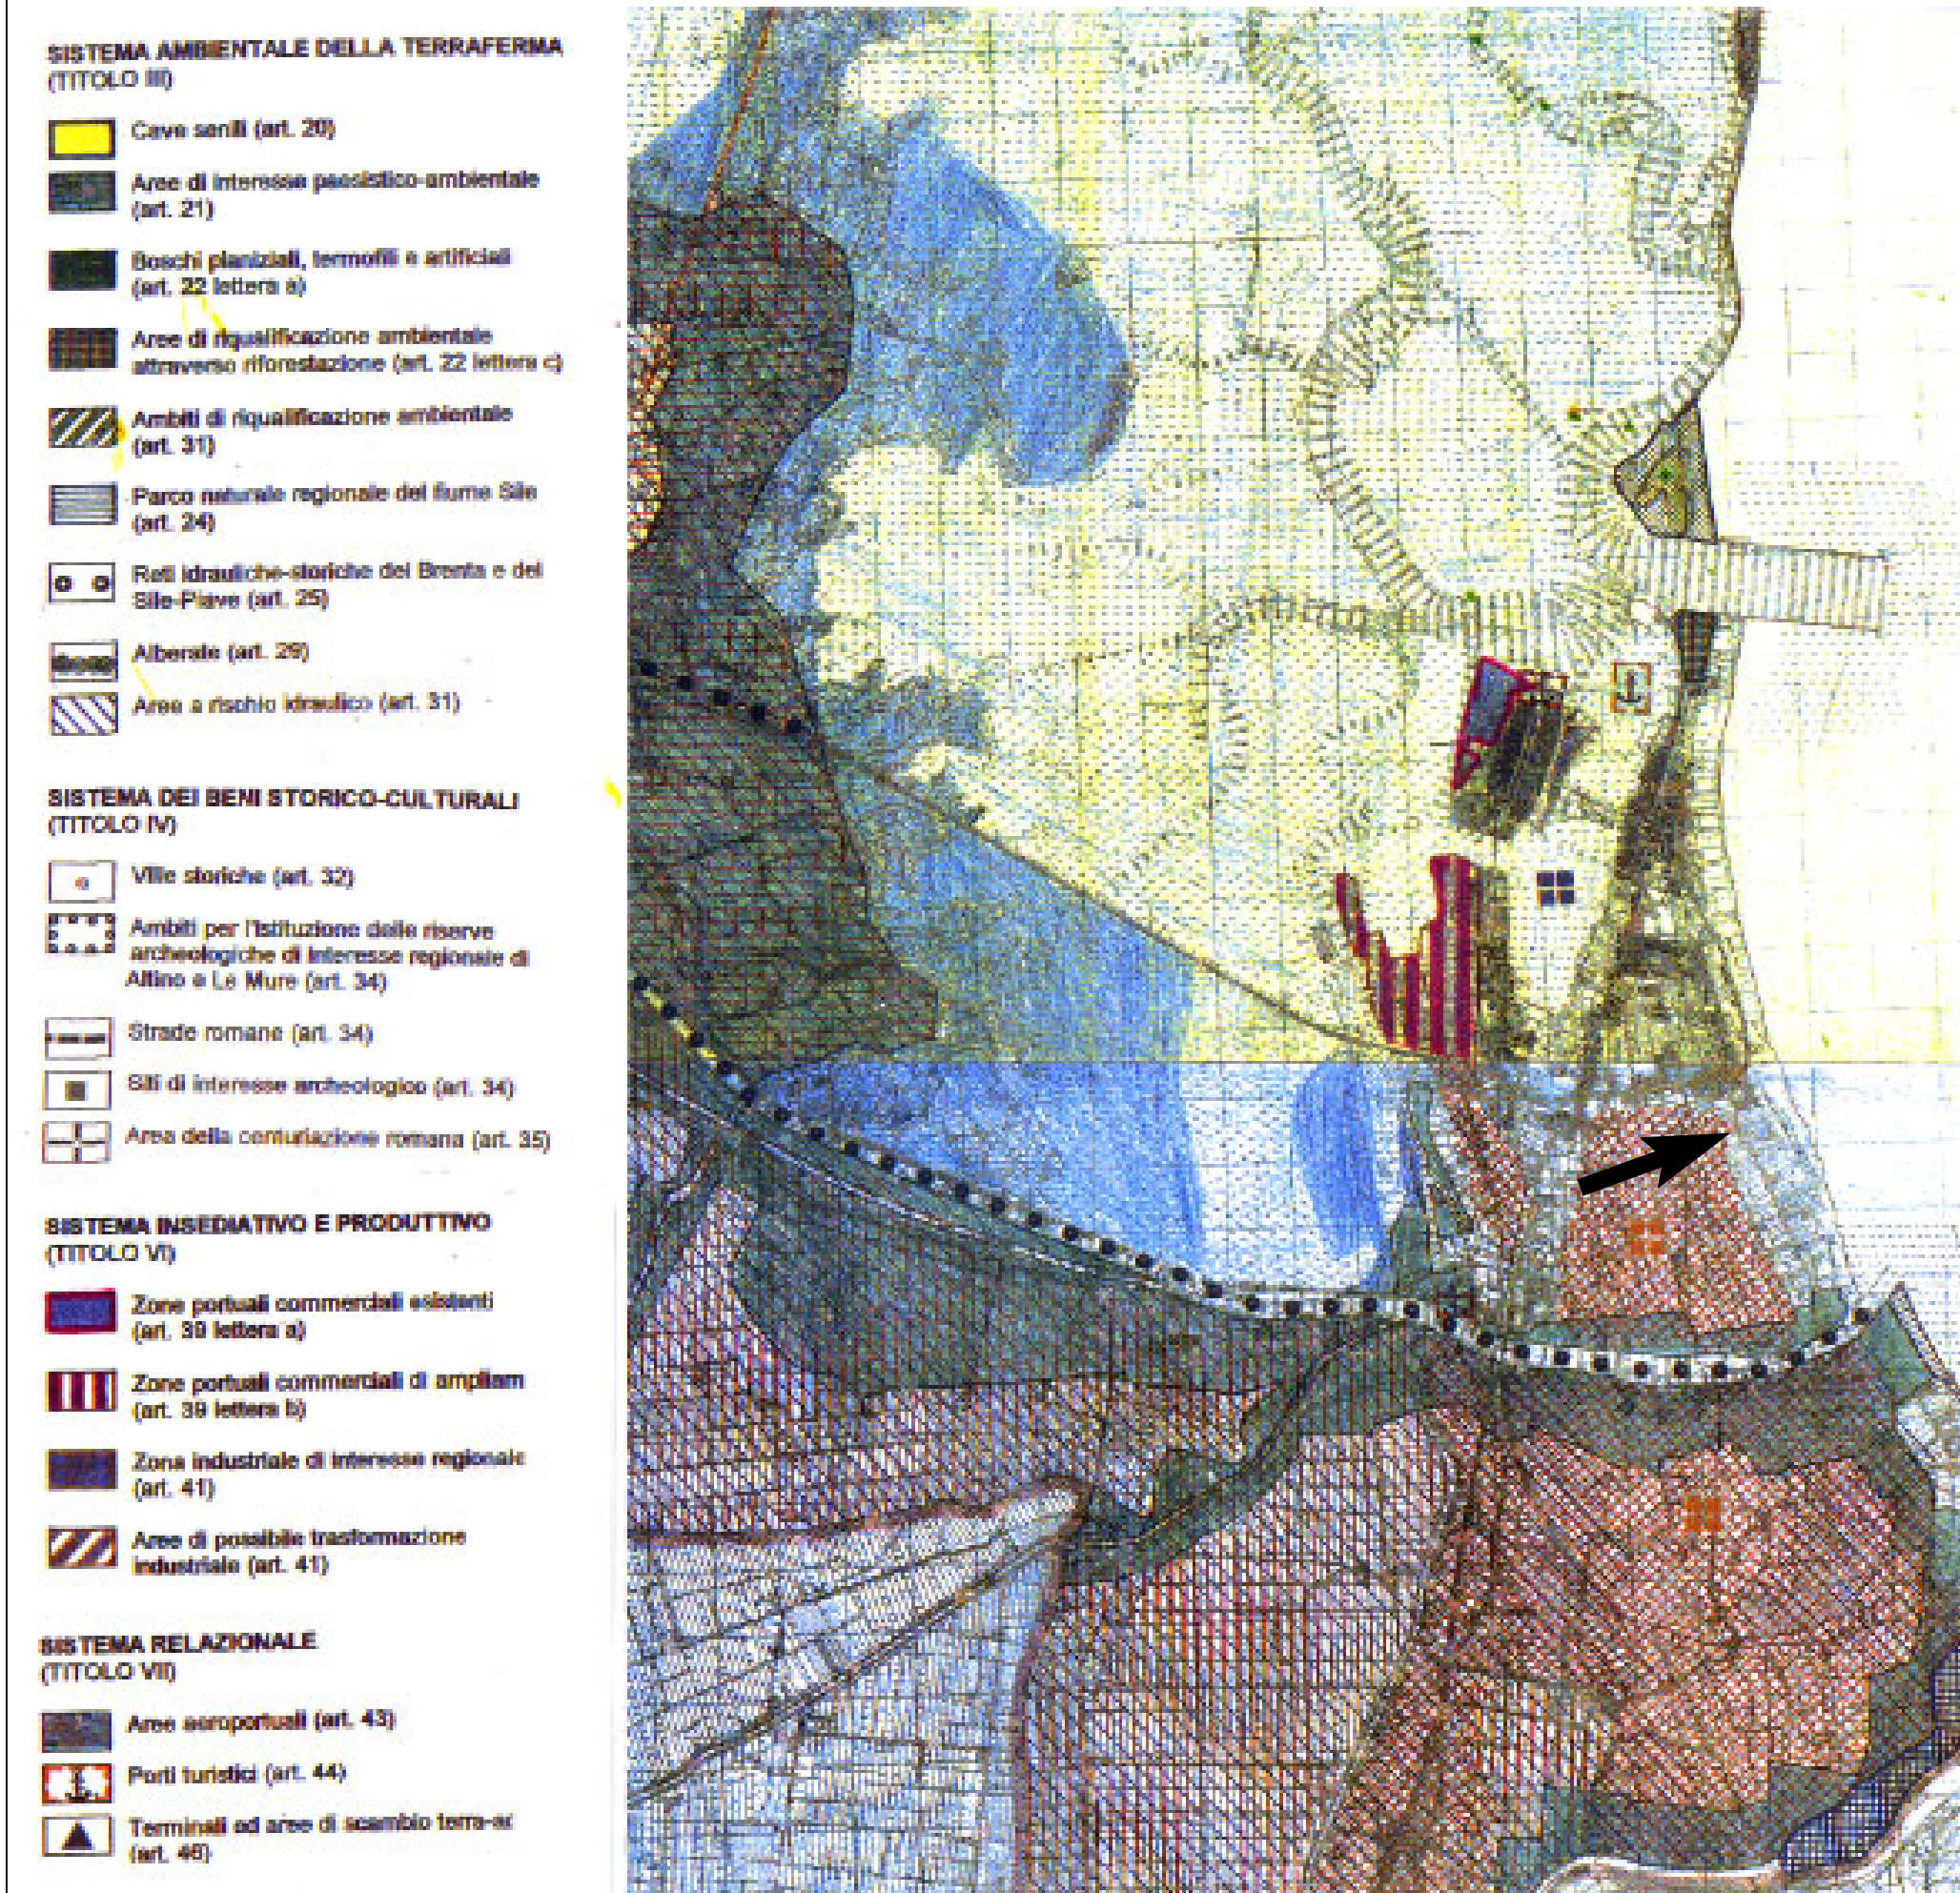 SISTEMA AMBIENTALE DELLA TERRAFERMA
(TITOLO III)
Cave senili (art. 20)
Aree di interesse paesistico-ambientale
(art. 21)
Boschi planiziali, termofili e artificiali
(art. 22 lettera a)
Aree di riqualificazione ambientale
attraverso riforestazione (art. 22 lettera c)
Ambiti di riqualificazione ambientale
(art. 31)
Parco naturale regionale del fiume Sile
(art. 24)
Reti idrauliche-storiche del Brenta e del
Sile-Piave (art. 25)
Alberate (art. 29)
Aree a rischio idraulico (art. 31)
SISTEMA DEI BENI STORICO-CULTURALI
(TITOLO IV)
Ville storiche (art. 32)
Ambiti per l'istituzione delle riserve
archeologiche di interesse regionale di
Altino e Le Mure (art. 34)
Strade romane (art. 34)
Siti di interesse archeologico (art. 34)
Area della centuriazione romana (art. 35)
SISTEMA INSEDIATIVO E PRODUTTIVO
(TITOLO VI)
Zone portuali commerciali esistenti
(art. 39 lettera a)
Zone portuali commerciali di ampliam
(art. 39 lettera b)
Zona industriale di interesse regionale
(art. 41)
Aree di possibile trasformazione
industriale (art. 41)
SISTEMA RELAZIONALE
(TITOLO VII)
Aree aeroportuali (art. 43)
Porti turistici (art. 44)
Terminali ed aree di scambio terra-ac
(art. 46)